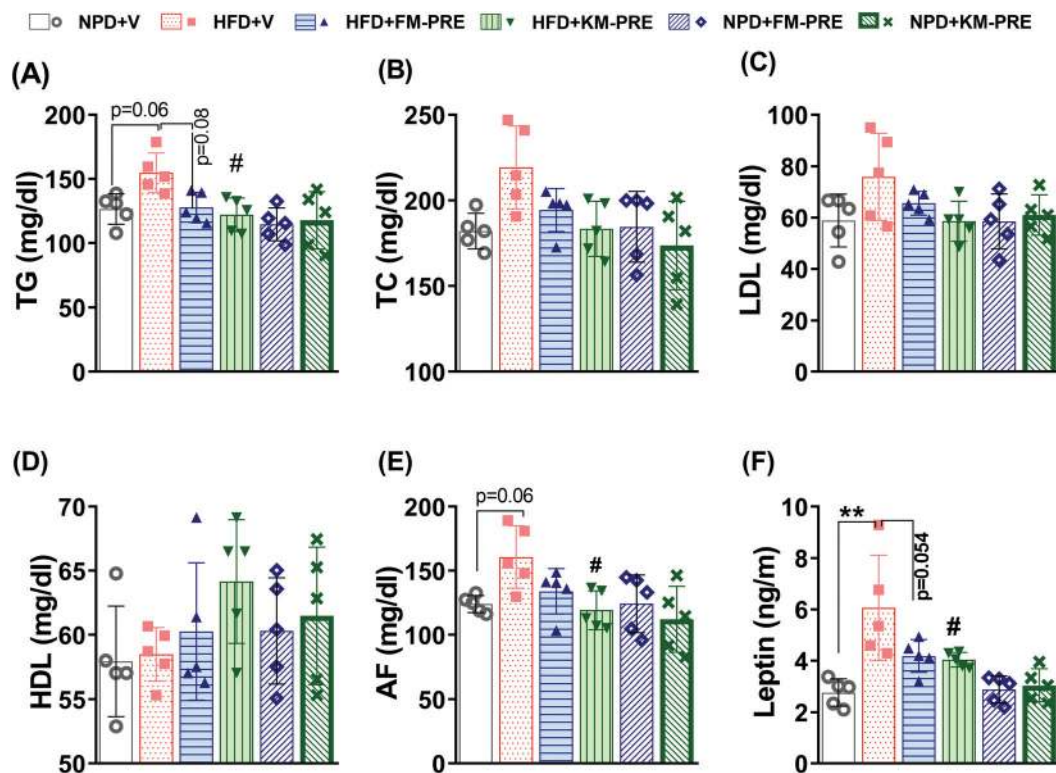 NPD+V HFD+V HFD+FM-PRE HFD+KM-PRE NPD+FM-PRE NPD+KM-PRE
(A)
TG (mg/dl)
200
150
100
50
0
p=0.06
p=0.08
#
(B)
TC (mg/dl)
250
200
150
100
(C)
LDL (mg/dl)
100
80
60
40
20
0
(D)
HDL (mg/dl)
70
65
60
55
50
(E)
AF (mg/dl)
200
150
100
50
0
p=0.06
#
(F)
Leptin (ng/m)
10
8
6
4
2
0
**
p=0.054
#